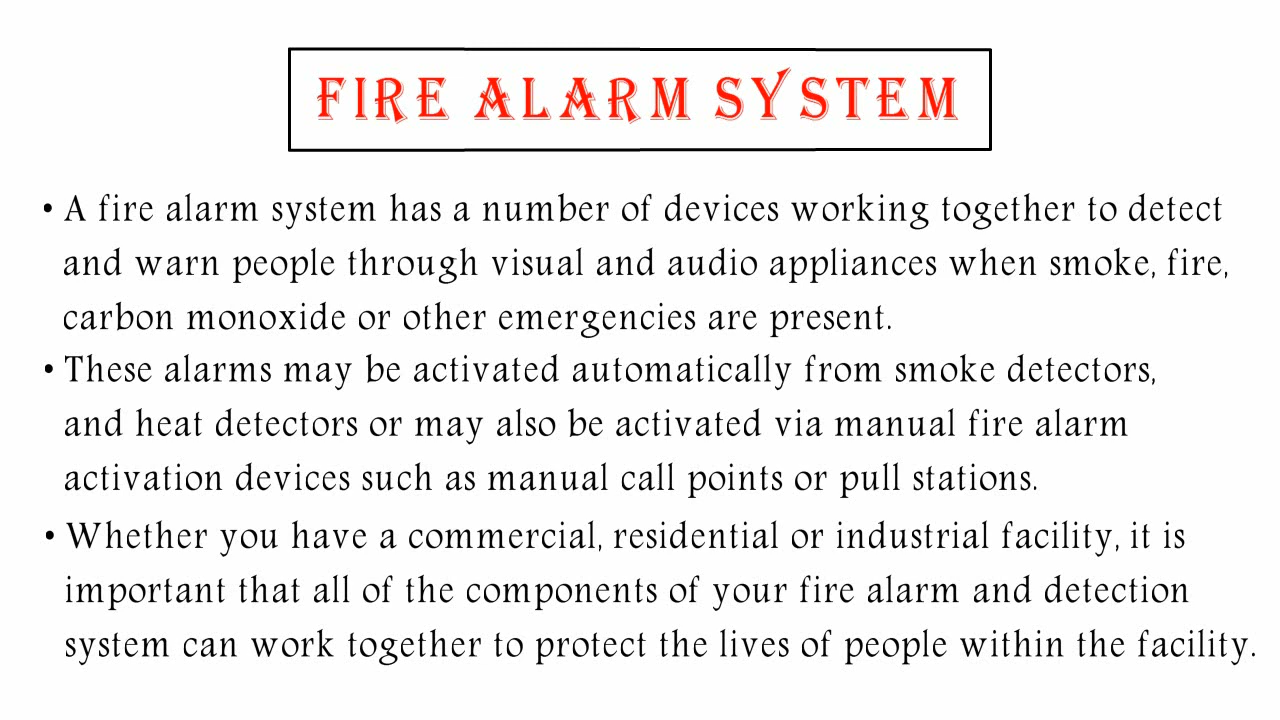 FIRE ALARM SYSTEM
• A fire alarm system has a number of devices working together to detect
and warn people through visual and audio appliances when smoke, fire,
carbon monoxide or other emergencies are present.
• These alarms may be activated automatically from smoke detectors,
and heat detectors or may also be activated via manual fire alarm
activation devices such as manual call points or pull stations.
• Whether you have a commercial, residential or industrial facility, it is
important that all of the components of your fire alarm and detection
system can work together to protect the lives of people within the facility.